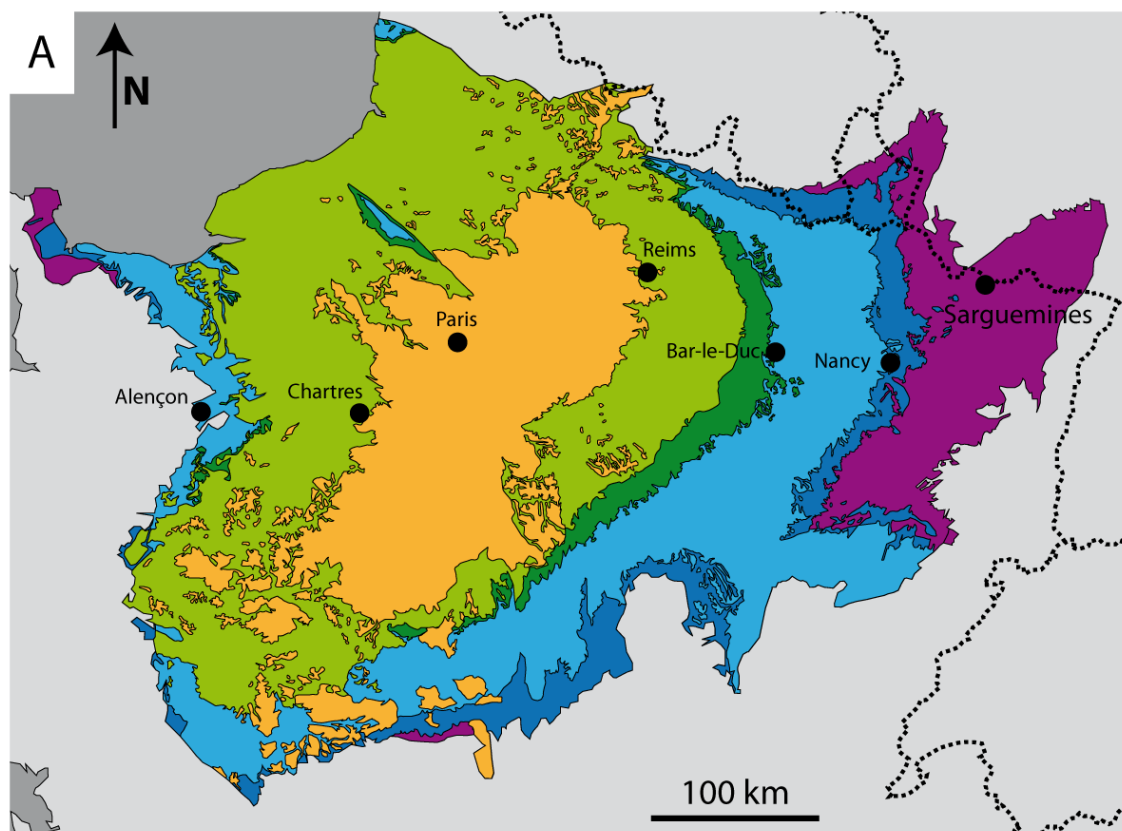 A
N
Reims
Sarguemines
Paris
Bar-le-Duc
Nancy
Alençon
Chartres
100 km